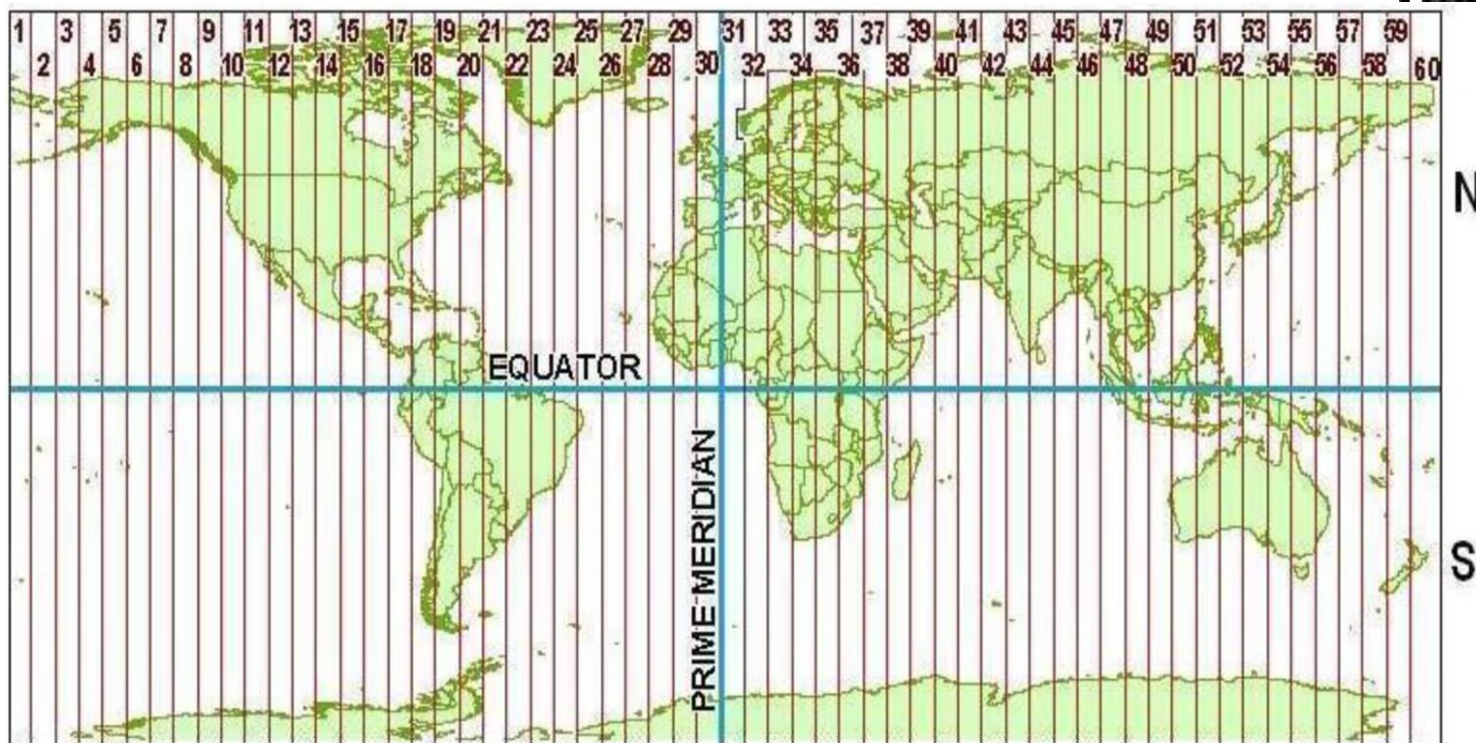 1 3 5 7 9 11 13 15 17 19 21 23 25 27 29 31 33 35 37 39 41 43 45 47 49 51 53 55 57 59
2 4 6 8 10 12 14 16 18 20 22 24 26 28 30 32 34 36 38 40 42 44 46 48 50 52 54 56 58 60
N
EQUATOR
PRIME MERIDIAN
S